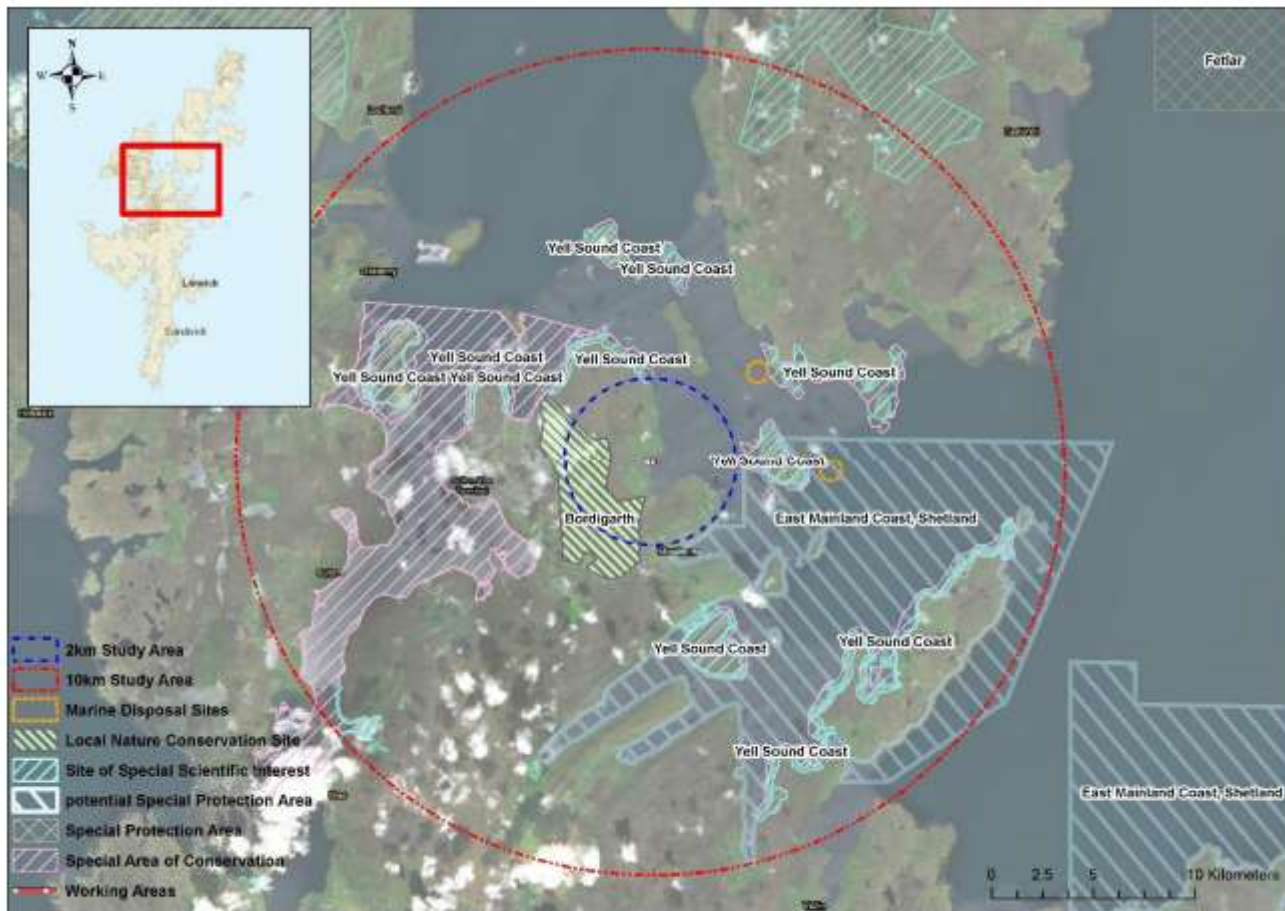 N
W E
S
Lerwick
Sandwick
Fetlar
Yell Sound Coast
Yell Sound Coast
Yell Sound Coast
Yell Sound Coast
Yell Sound Coast Yell Sound Coast
Yell Sound Coast
Yell Sound Coast
Bordigarth
East Mainland Coast, Shetland
Yell Sound Coast
Yell Sound Coast
Yell Sound Coast
East Mainland Coast, Shetland
2km Study Area
10km Study Area
Marine Disposal Sites
Local Nature Conservation Site
Site of Special Scientific Interest
potential Special Protection Area
Special Protection Area
Special Area of Conservation
Working Areas
0 2.5 5 10 Kilometers